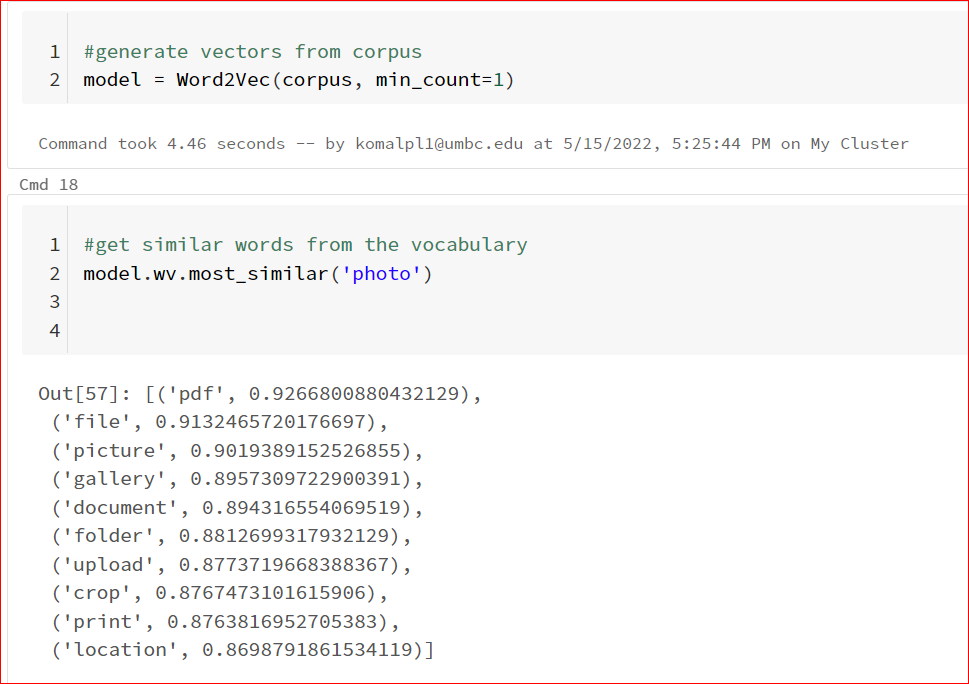 1 #generate vectors from corpus
2 model = Word2Vec(corpus, min_count=1)
Command took 4.46 seconds -- by komalpl1@umbc.edu at 5/15/2022, 5:25:44 PM on My Cluster
Cmd 18
1 #get similar words from the vocabulary
2 model.wv.most_similar('photo')
3
4
Out[57]: [('pdf', 0.9266800880432129),
('file', 0.9132465720176697),
('picture', 0.9019389152526855),
('gallery', 0.8957309722900391),
('document', 0.894316554069519),
('folder', 0.8812699317932129),
('upload', 0.8773719668388367),
('crop', 0.8767473101615906),
('print', 0.8763816952705383),
('location', 0.8698791861534119)]